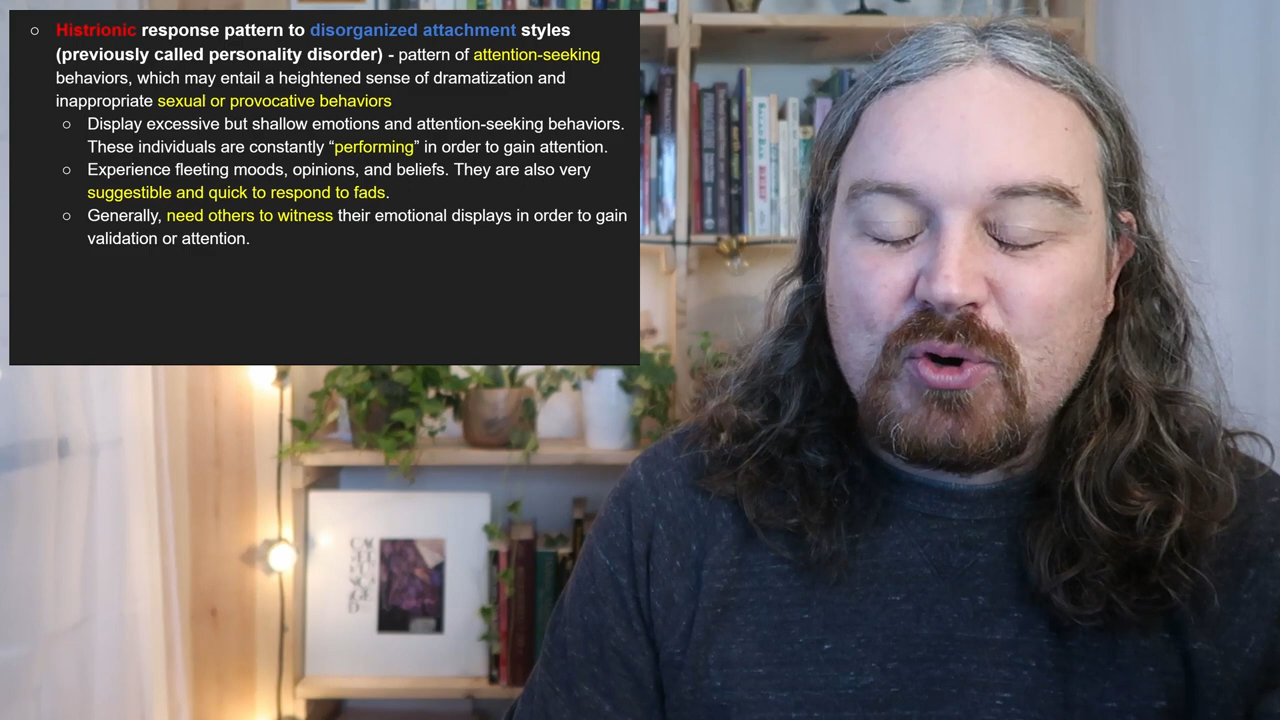 ○ Histrionic response pattern to disorganized attachment styles
(previously called personality disorder) - pattern of attention-seeking
behaviors, which may entail a heightened sense of dramatization and
inappropriate sexual or provocative behaviors
○ Display excessive but shallow emotions and attention-seeking behaviors.
These individuals are constantly “performing” in order to gain attention.
○ Experience fleeting moods, opinions, and beliefs. They are also very
suggestible and quick to respond to fads.
○ Generally, need others to witness their emotional displays in order to gain
validation or attention.